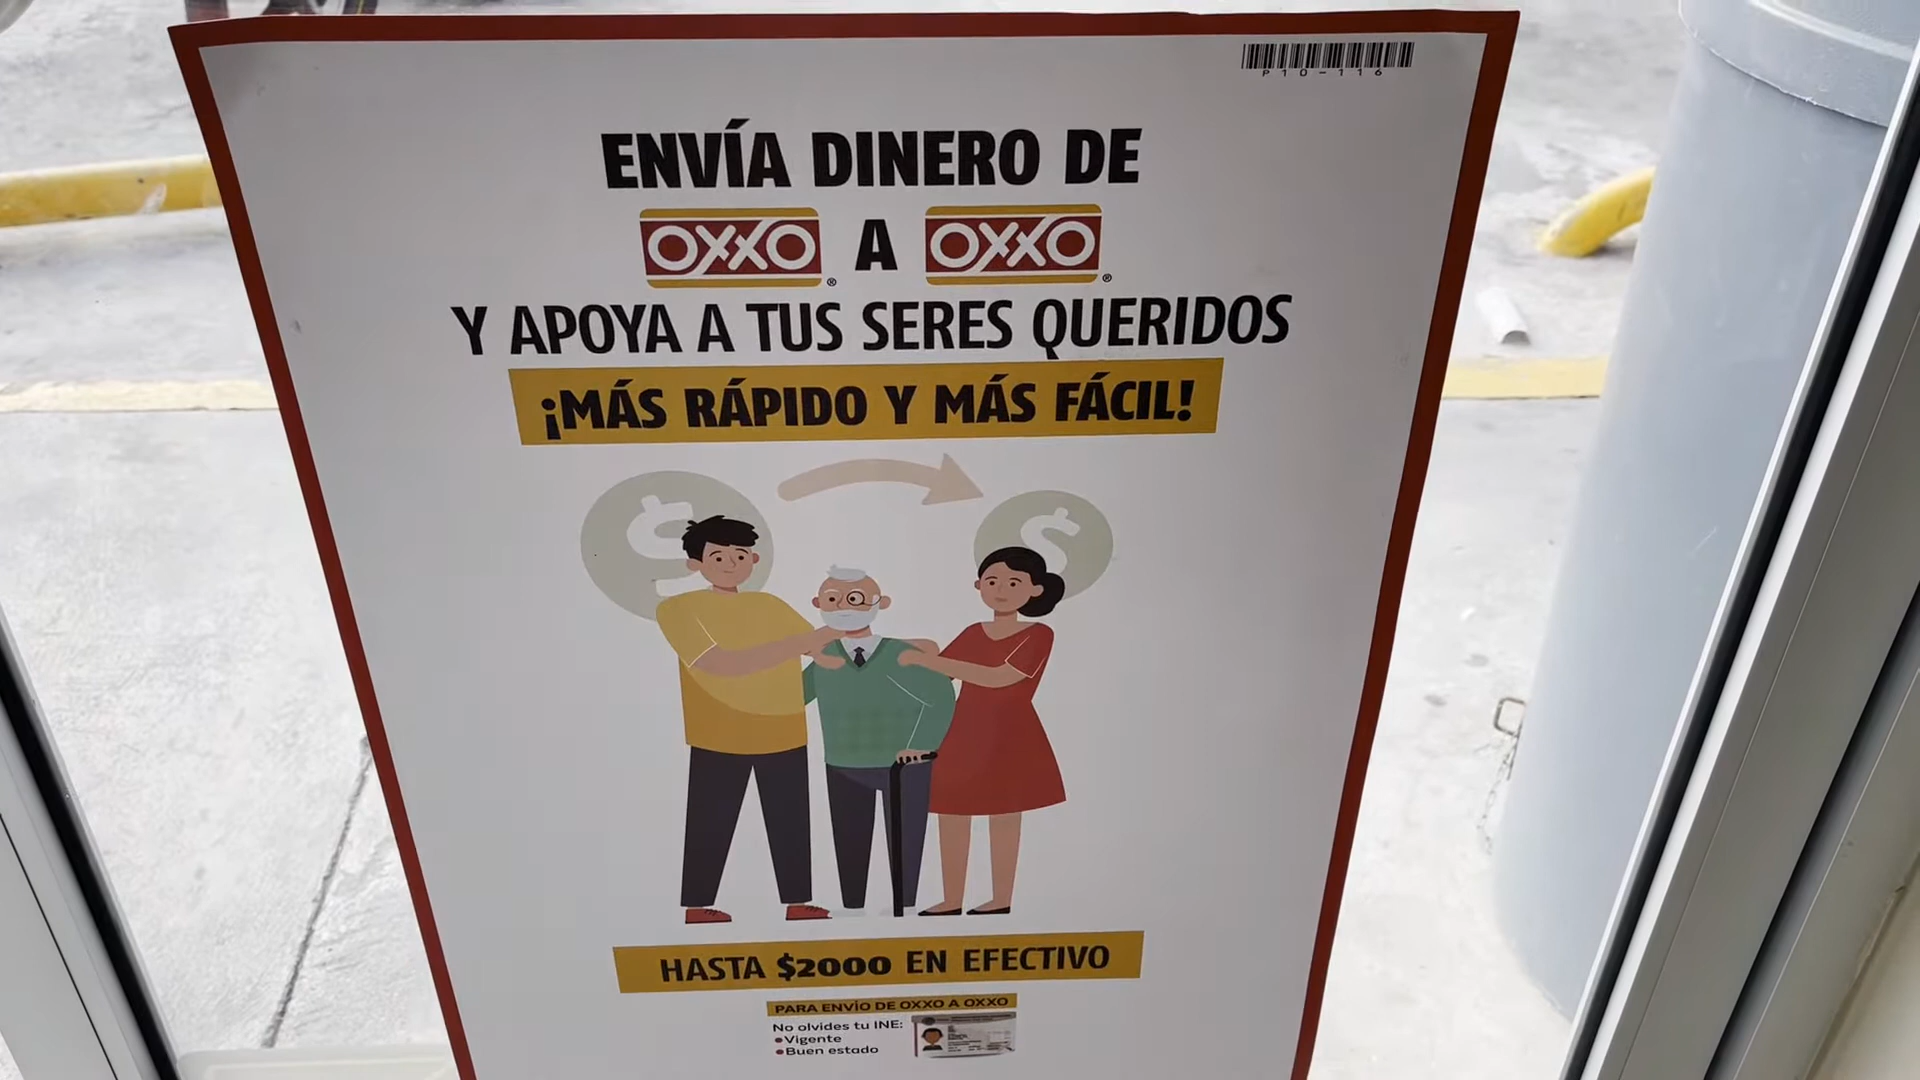 P10-116
ENVÍA DINERO DE
OXXO® A OXXO®
Y APOYA A TUS SERES QUERIDOS
¡MÁS RÁPIDO Y MÁS FÁCIL!
$ $
HASTA $2000 EN EFECTIVO
PARA ENVÍO DE OXXO A OXXO
No olvides tu INE:
•Vigente
•Buen estado